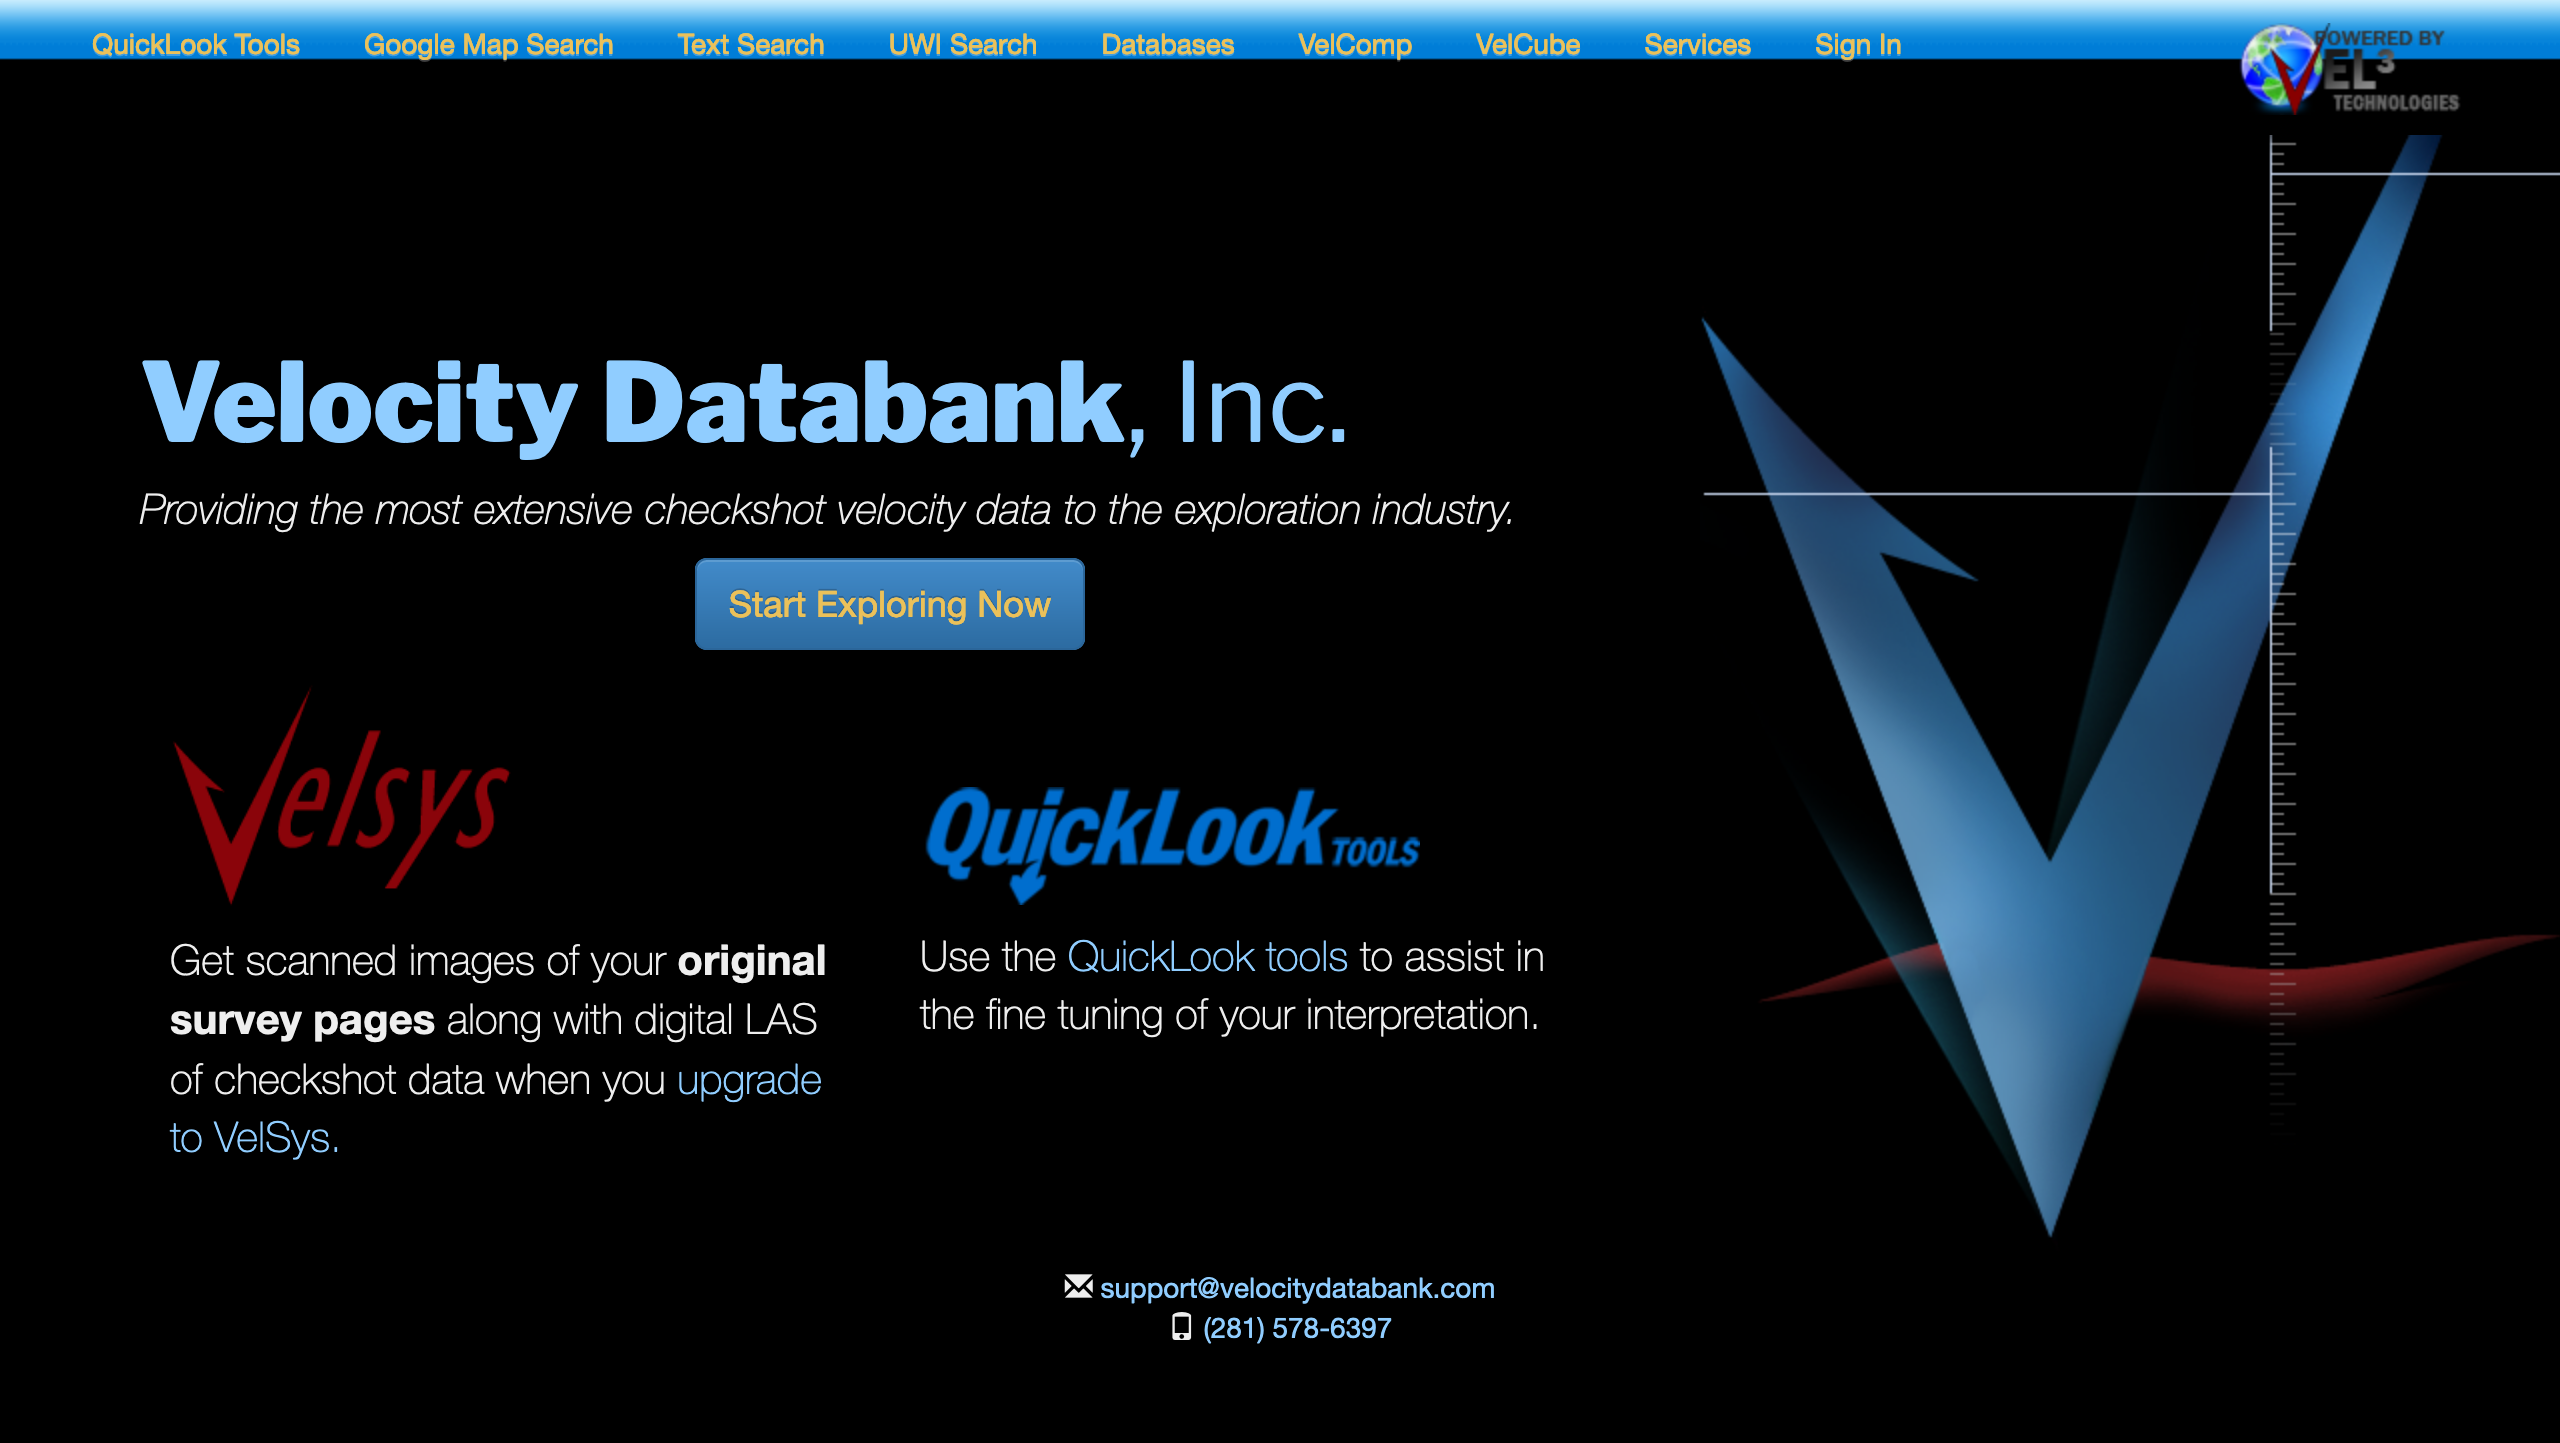 QuickLook Tools Google Map Search Text Search UWI Search Databases VelComp VelCube Services Sign In
POWERED BY
VEL³
TECHNOLOGIES
Velocity Databank, Inc.
Providing the most extensive checkshot velocity data to the exploration industry.
Start Exploring Now
Velsys
Get scanned images of your original
survey pages along with digital LAS
of checkshot data when you upgrade
to VelSys.
QuickLook TOOLS
Use the QuickLook tools to assist in
the fine tuning of your interpretation.
support@velocitydatabank.com
(281) 578-6397